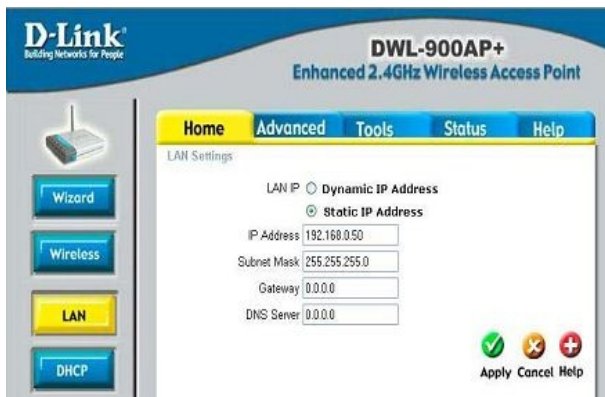 D-Link
Building Networks for People
DWL-900AP+
Enhanced 2.4GHz Wireless Access Point
Home Advanced Tools Status Help
LAN Settings
Wizard
Wireless
LAN
DHCP
LAN IP Dynamic IP Address
Static IP Address
IP Address 192.168.0.50
Subnet Mask 255.255.255.0
Gateway 0.0.0.0
DNS Server 0.0.0.0
Apply Cancel Help